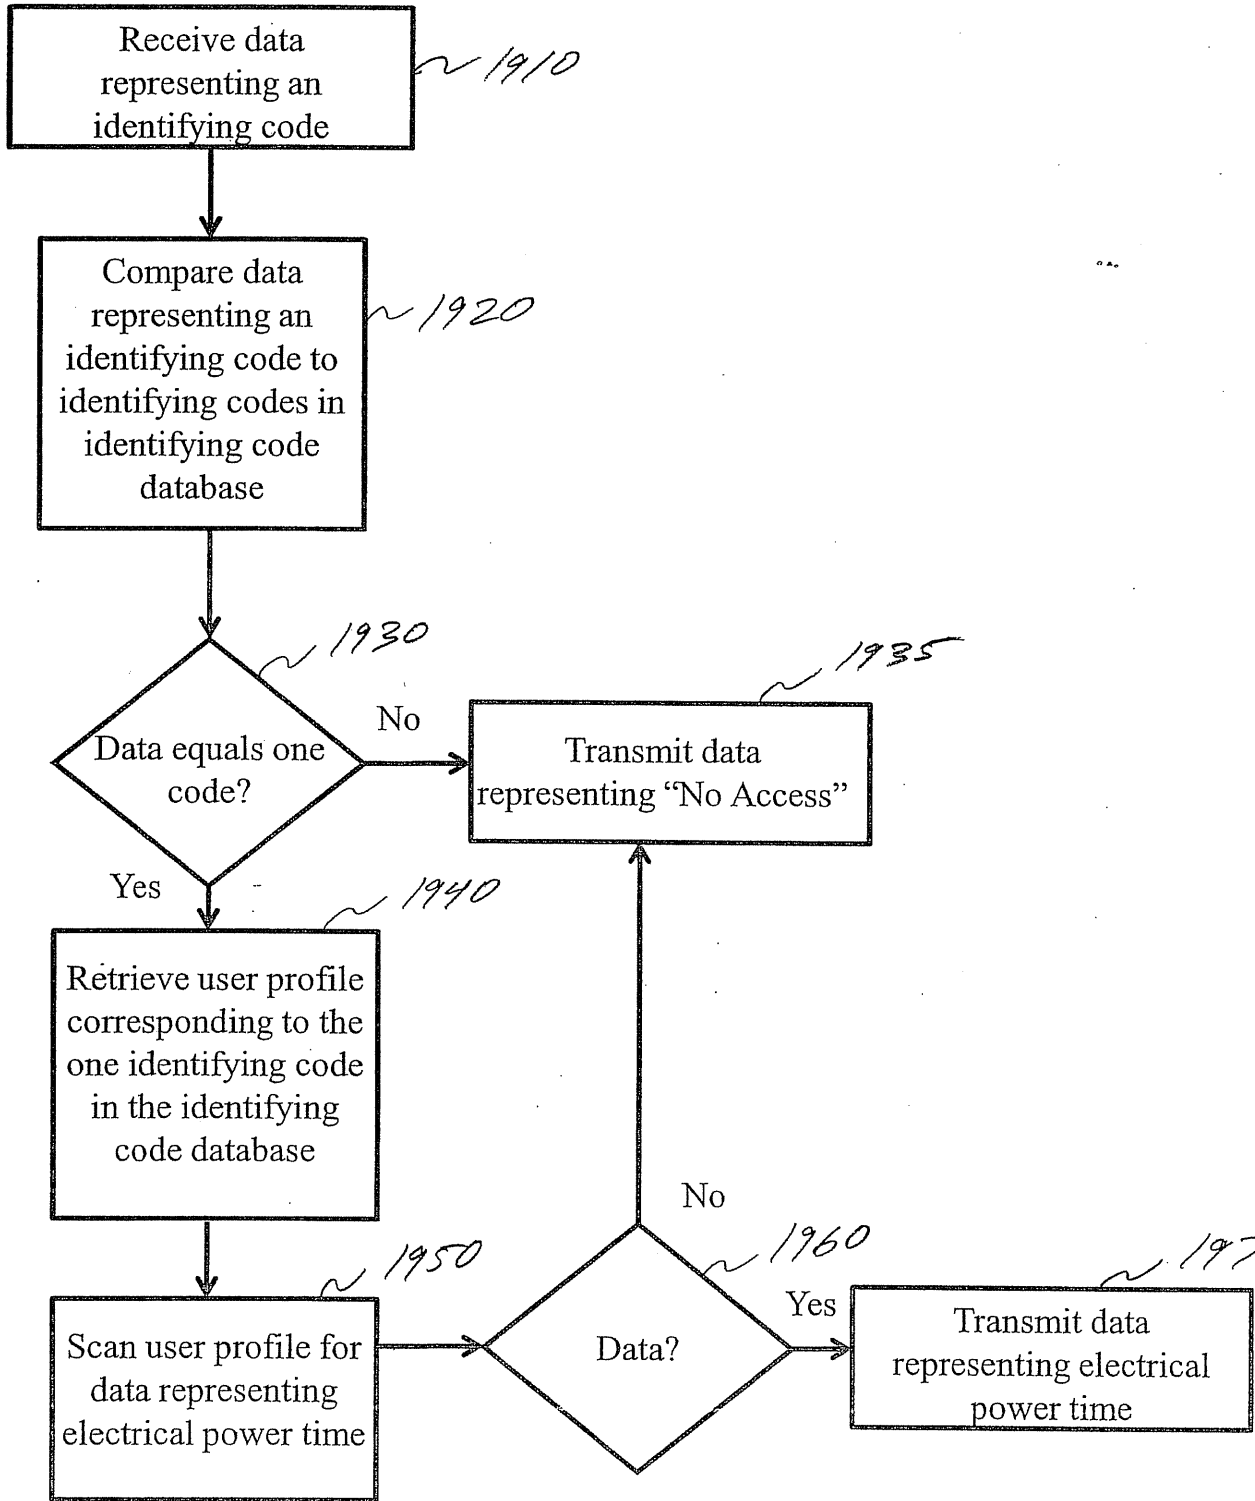 Receive data
representing an
identifying code
1910
Compare data
representing an
identifying code to
identifying codes in
identifying code
database
1920
1930
Data equals one
code?
No
1935
Transmit data
representing “No Access”
Yes
1940
Retrieve user profile
corresponding to the
one identifying code
in the identifying
code database
1950
Scan user profile for
data representing
electrical power time
No
1960
Data?
Yes
197
Transmit data
representing electrical
power time